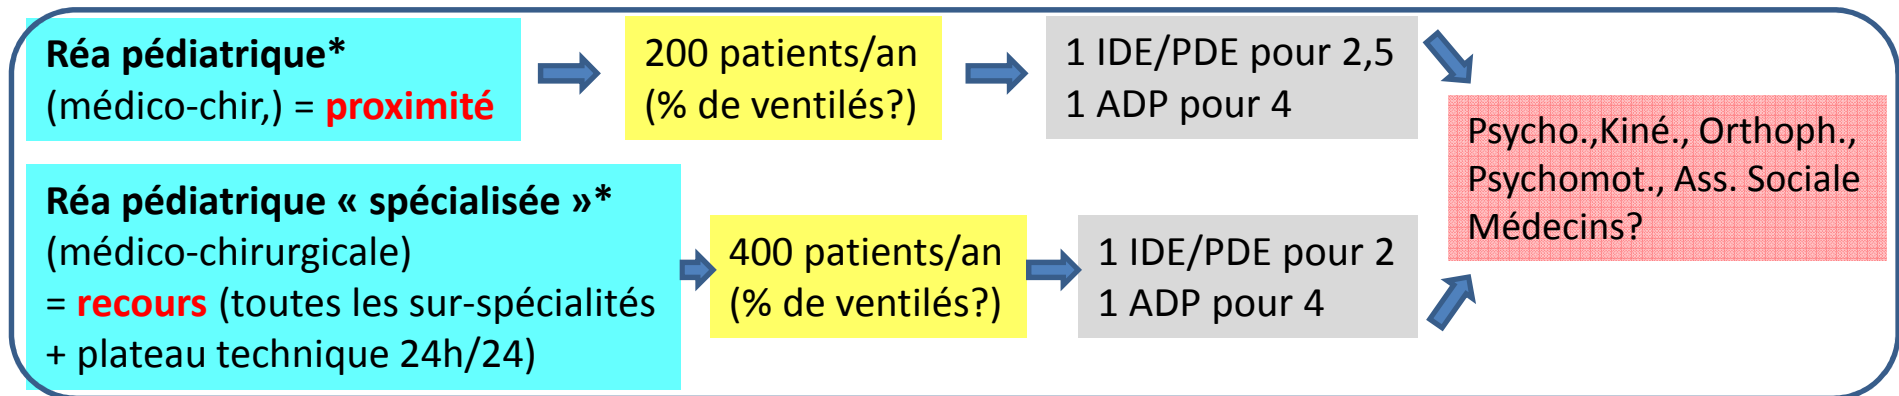 Réa pédiatrique*
(médico-chir,) = proximité
200 patients/an
(% de ventilés?)
1 IDE/PDE pour 2,5
1 ADP pour 4
Réa pédiatrique « spécialisée »*
(médico-chirurgicale)
= recours (toutes les sur-spécialités
+ plateau technique 24h/24)
400 patients/an
(% de ventilés?)
1 IDE/PDE pour 2
1 ADP pour 4
Psycho.,Kiné., Orthoph.,
Psychomot., Ass. Sociale
Médecins?